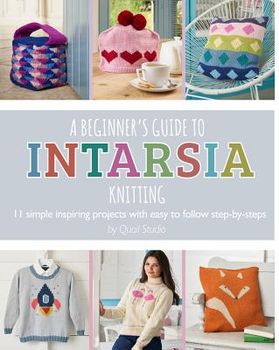 A BEGINNER'S GUIDE TO
INTARSIA
KNITTING
11 simple inspiring projects with easy to follow step-by-steps
by Quail Studio